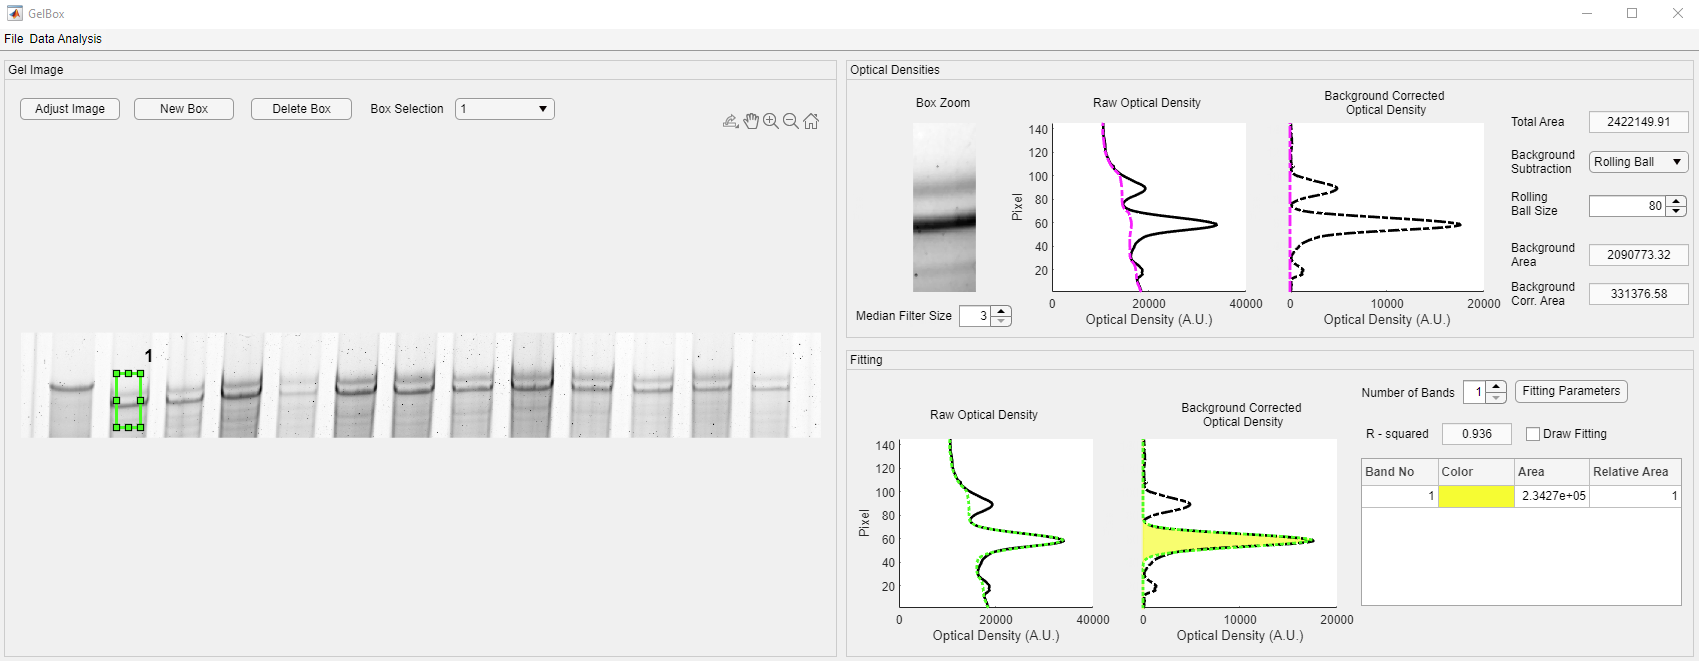 GelBox
File Data Analysis
Gel Image
Adjust Image
New Box
Delete Box
Box Selection
1
1
Optical Densities
Box Zoom
Median Filter Size
3
Raw Optical Density
140
120
100
80
60
40
20
Pixel
0
20000
40000
Optical Density (A.U.)
Background Corrected
Optical Density
0
10000
20000
Optical Density (A.U.)
Total Area
2422149.91
Background
Subtraction
Rolling Ball
Rolling
Ball Size
80
Background
Area
2090773.32
Background
Corr. Area
331376.58
Fitting
Raw Optical Density
140
120
100
80
60
40
20
Pixel
0
20000
40000
Optical Density (A.U.)
Background Corrected
Optical Density
0
10000
20000
Optical Density (A.U.)
Number of Bands
1
Fitting Parameters
R - squared
0.936
Draw Fitting
Band No Color Area Relative Area
1 2.3427e+05 1